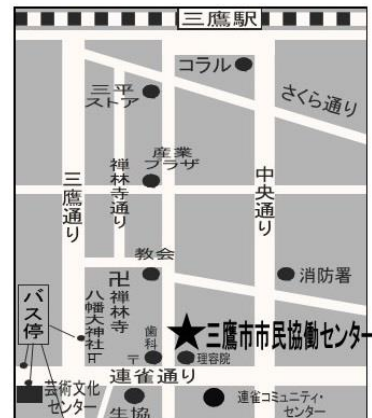 三鷹駅
コラル
三平
ストア
さくら通り
産業
プラザ
禅林寺通り
三鷹通り
中央通り
教会
卍
禅林寺
八幡大神社
消防署
バス停
歯科
★三鷹市市民協働センター
〒
理容院
連雀通り
芸術文化
センター
生協
連雀コミュニティ・
センター